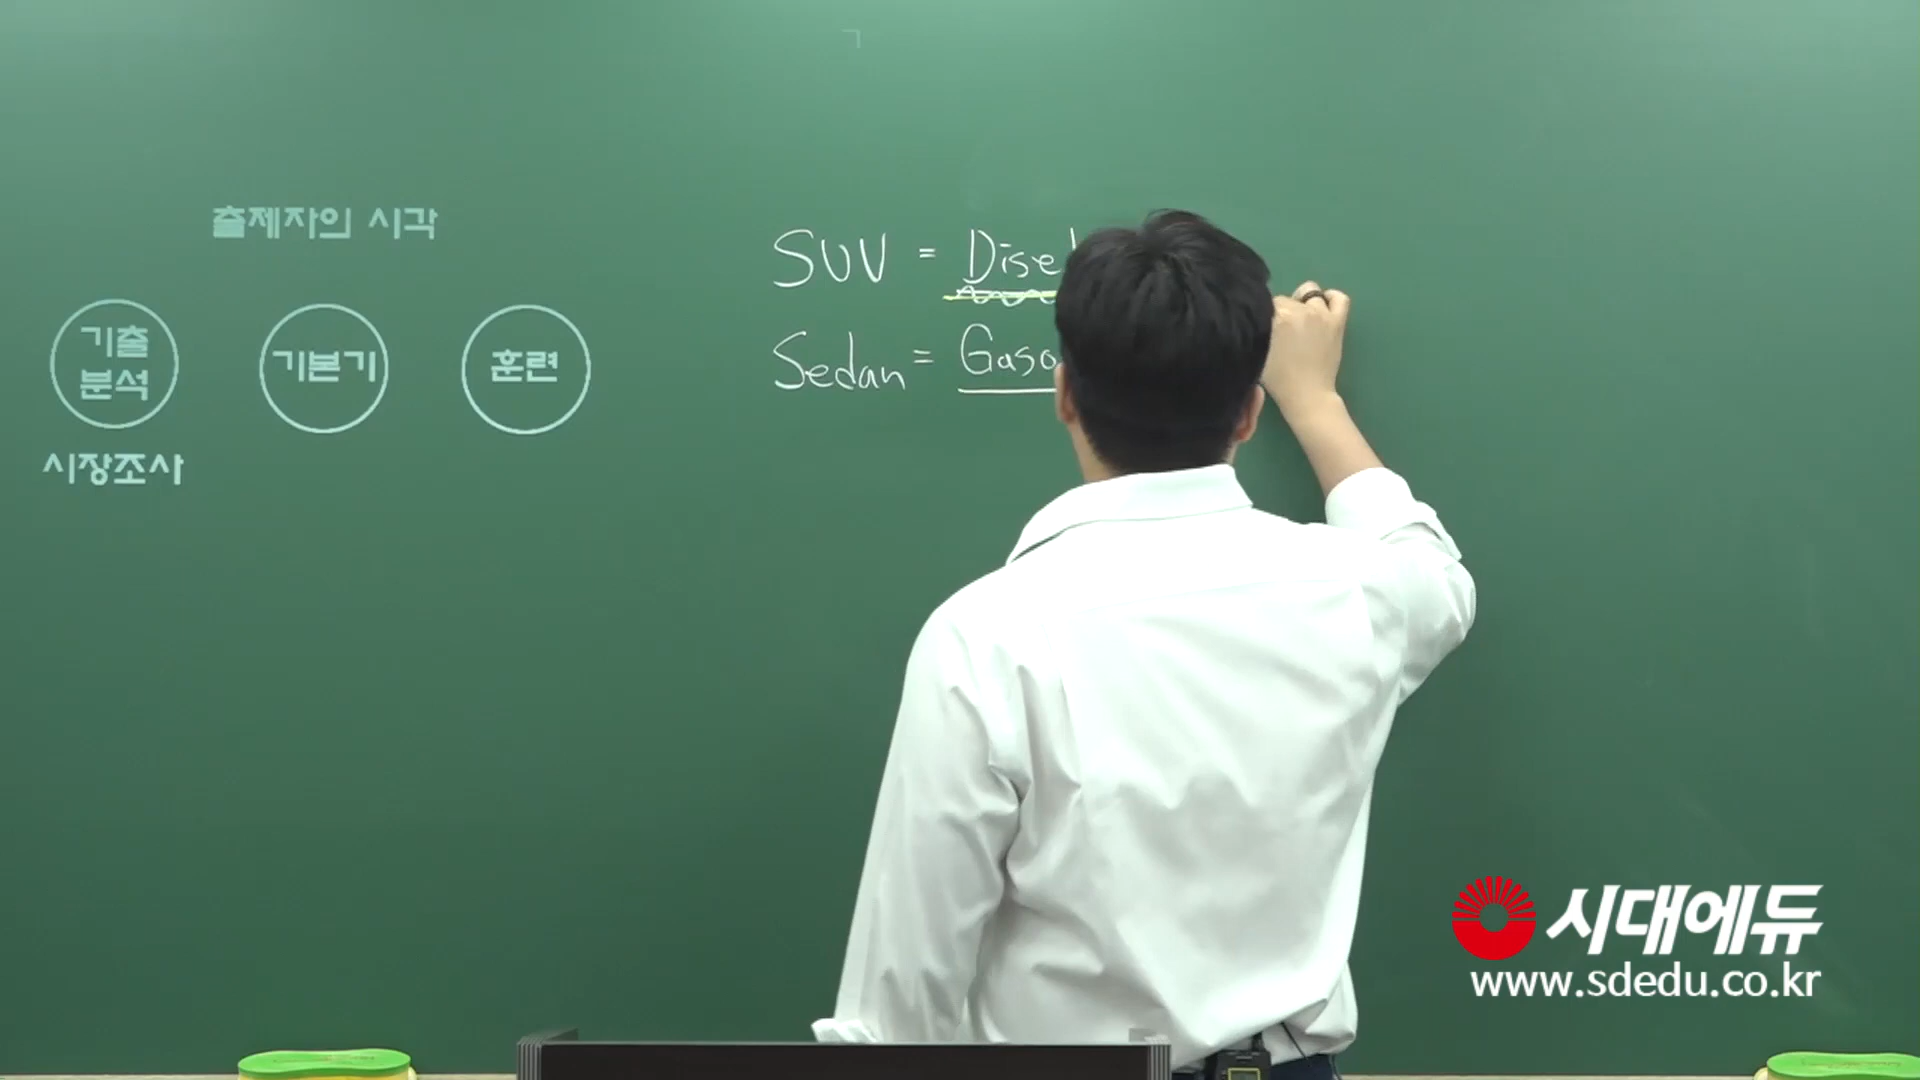 출제자의 시각
기출
분석
기본기
훈련
시장조사
SUV = Disel
Sedan = Gaso
시대에듀
www.sdedu.co.kr